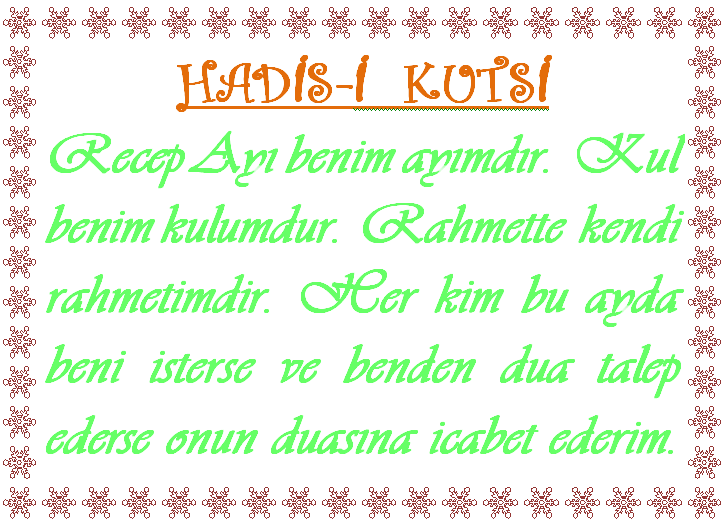 HADİS-İ KUTSİ
Recep Ayı benim ayımdır. Kul
benim kulumdur. Rahmette kendi
rahmetimdir. Her kim bu ayda
beni isterse ve benden dua talep
ederse onun duasına icabet ederim.